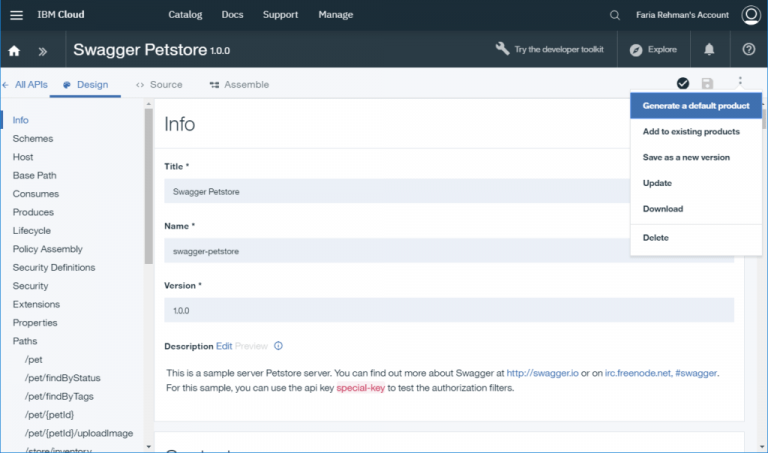 IBM Cloud Catalog Docs Support Manage Faria Rehman's Account
Swagger Petstore 1.0.0 Try the developer toolkit Explore
All APIs Design Source Assemble
Info
Schemes
Host
Base Path
Consumes
Produces
Lifecycle
Policy Assembly
Security Definitions
Security
Extensions
Properties
Paths
/pet
/pet/findByStatus
/pet/findByTags
/pet/{petId}
/pet/{petId}/uploadImage
/store/inventory
Info
Title *
Swagger Petstore
Name *
swagger-petstore
Version *
1.0.0
Description Edit Preview
This is a sample server Petstore server. You can find out more about Swagger at http://swagger.io or on irc.freenode.net, #swagger.
For this sample, you can use the api key special-key to test the authorization filters.
Generate a default product
Add to existing products
Save as a new version
Update
Download
Delete